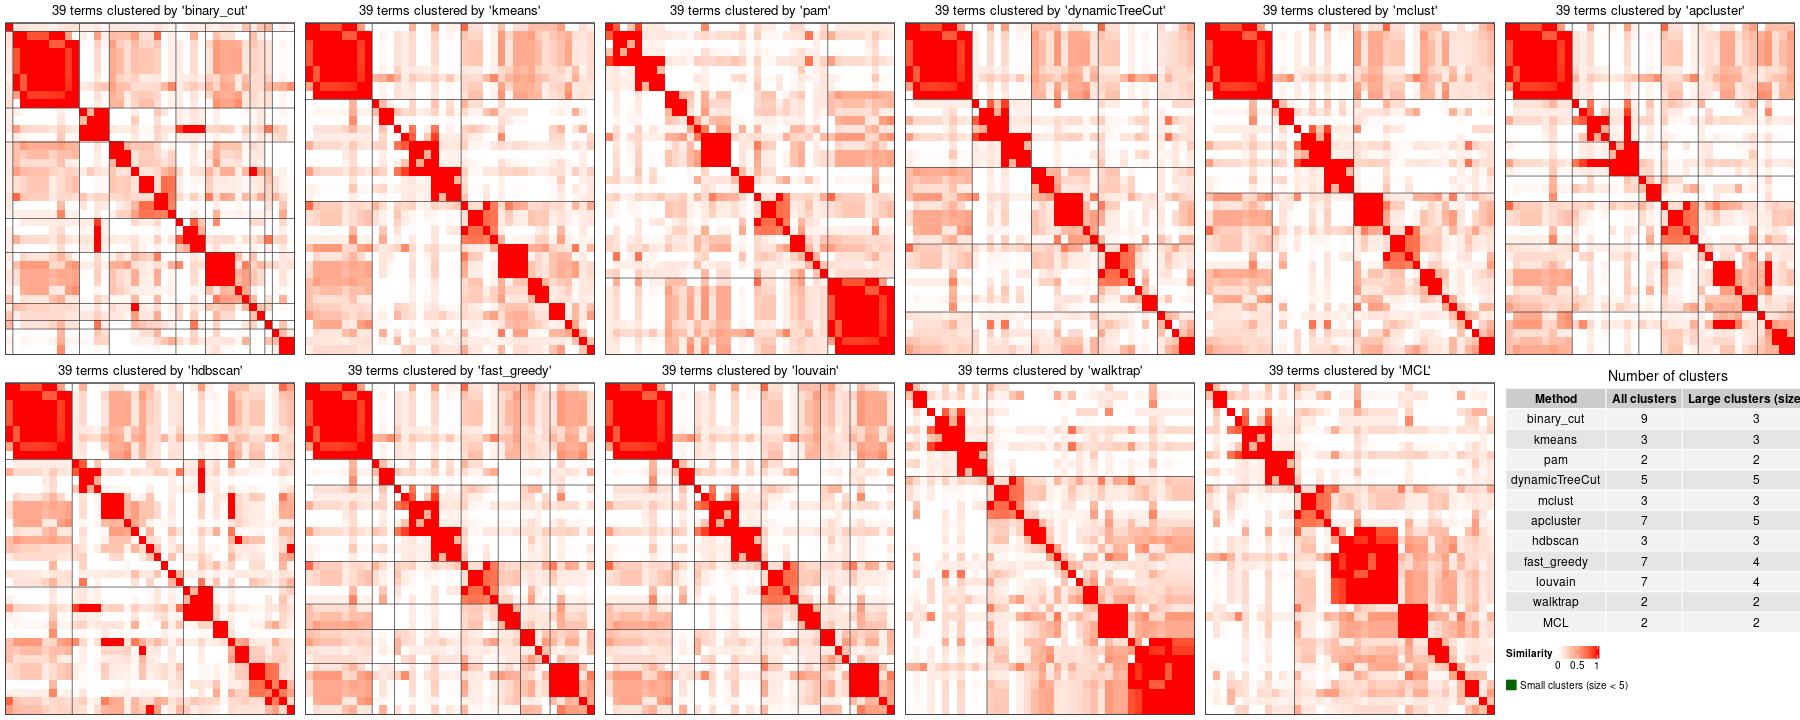 39 terms clustered by 'binary_cut'
39 terms clustered by 'kmeans'
39 terms clustered by 'pam'
39 terms clustered by 'dynamicTreeCut'
39 terms clustered by 'mclust'
39 terms clustered by 'apcluster'
39 terms clustered by 'hdbscan'
39 terms clustered by 'fast_greedy'
39 terms clustered by 'louvain'
39 terms clustered by 'walktrap'
39 terms clustered by 'MCL'
Number of clusters
Method All clusters Large clusters (size
binary_cut 9 3
kmeans 3 3
pam 2 2
dynamicTreeCut 5 5
mclust 3 3
apcluster 7 5
hdbscan 3 3
fast_greedy 7 4
louvain 7 4
walktrap 2 2
MCL 2 2
Similarity
0 0.5 1
Small clusters (size < 5)